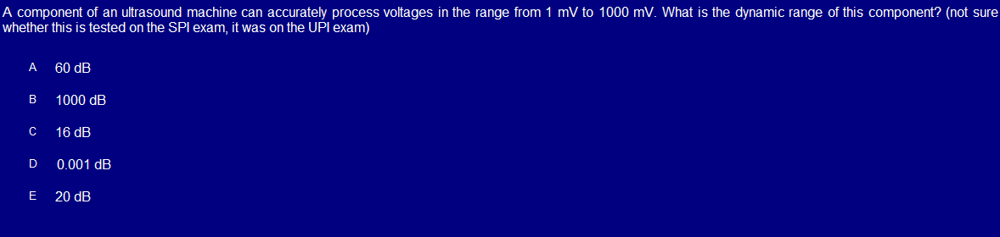 A component of an ultrasound machine can accurately process voltages in the range from 1 mV to 1000 mV. What is the dynamic range of this component? (not sure
whether this is tested on the SPI exam, it was on the UPI exam)
A 60 dB
B 1000 dB
C 16 dB
D 0.001 dB
E 20 dB